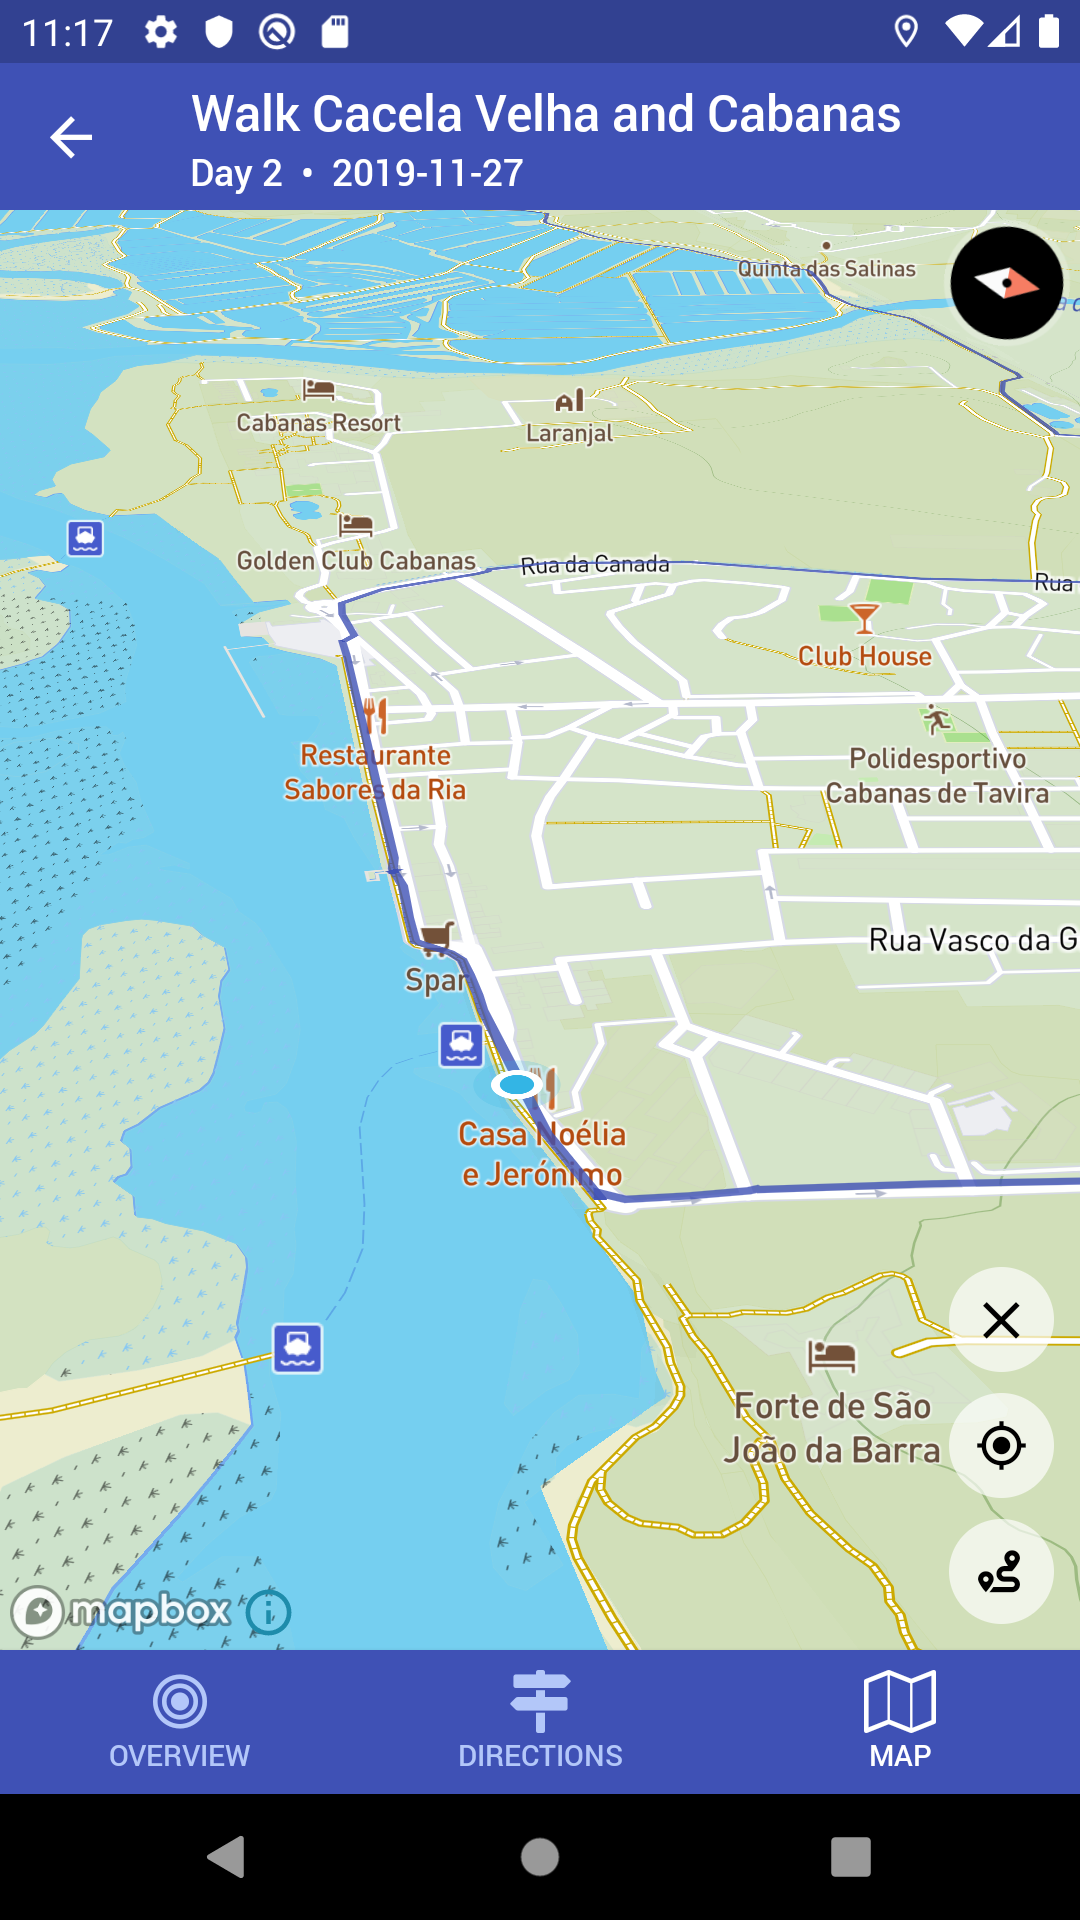 11:17
Walk Cacela Velha and Cabanas
Day 2 • 2019-11-27
Quinta das Salinas
Cabanas Resort
Laranjal
Golden Club Cabanas
Rua da Canada
Rua
Club House
Restaurante
Sabores da Ria
Polidesportivo
Cabanas de Tavira
Rua Vasco da G
Spar
Casa Noélia
e Jerónimo
Forte de São
João da Barra
mapbox
OVERVIEW
DIRECTIONS
MAP